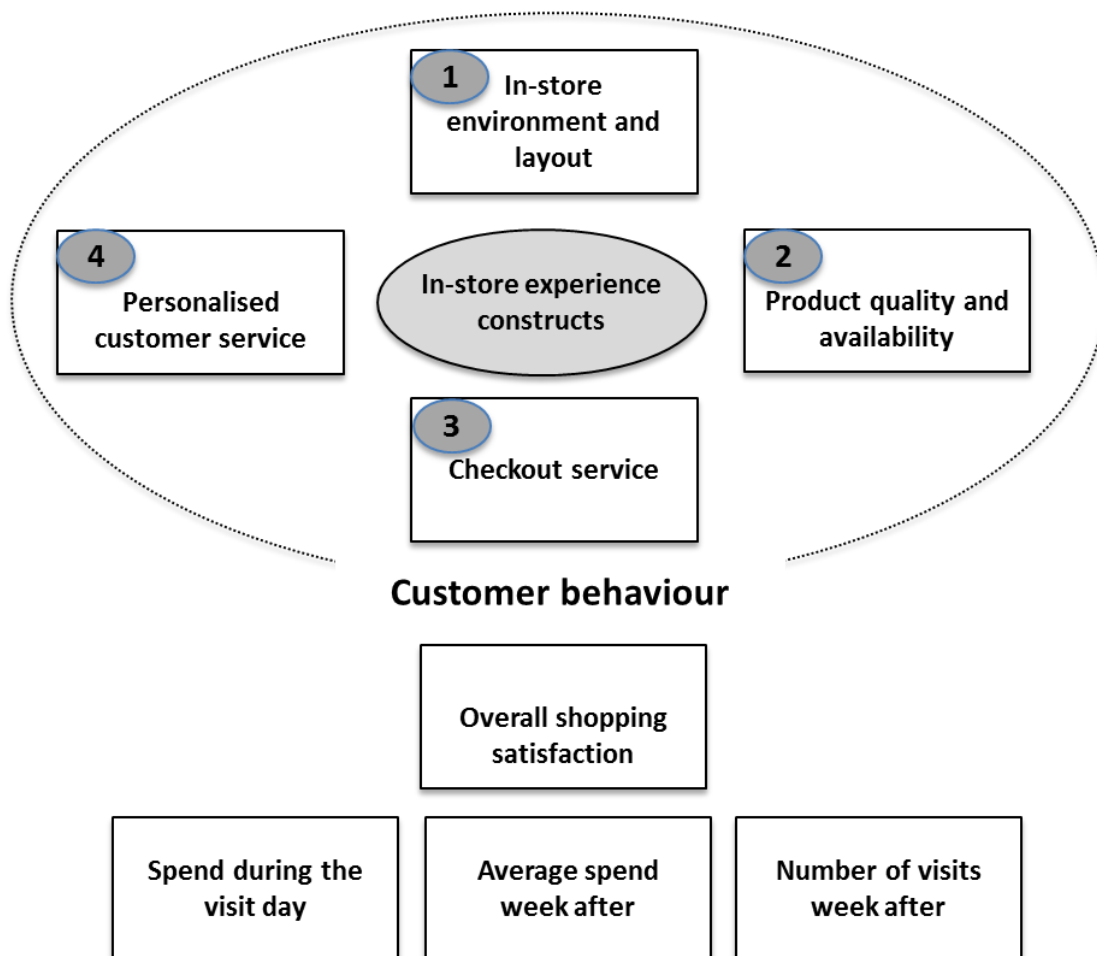 1
In-store
environment and
layout
4
Personalised
customer service
In-store experience
constructs
2
Product quality and
availability
3
Checkout service
Customer behaviour
Overall shopping
satisfaction
Spend during the
visit day
Average spend
week after
Number of visits
week after